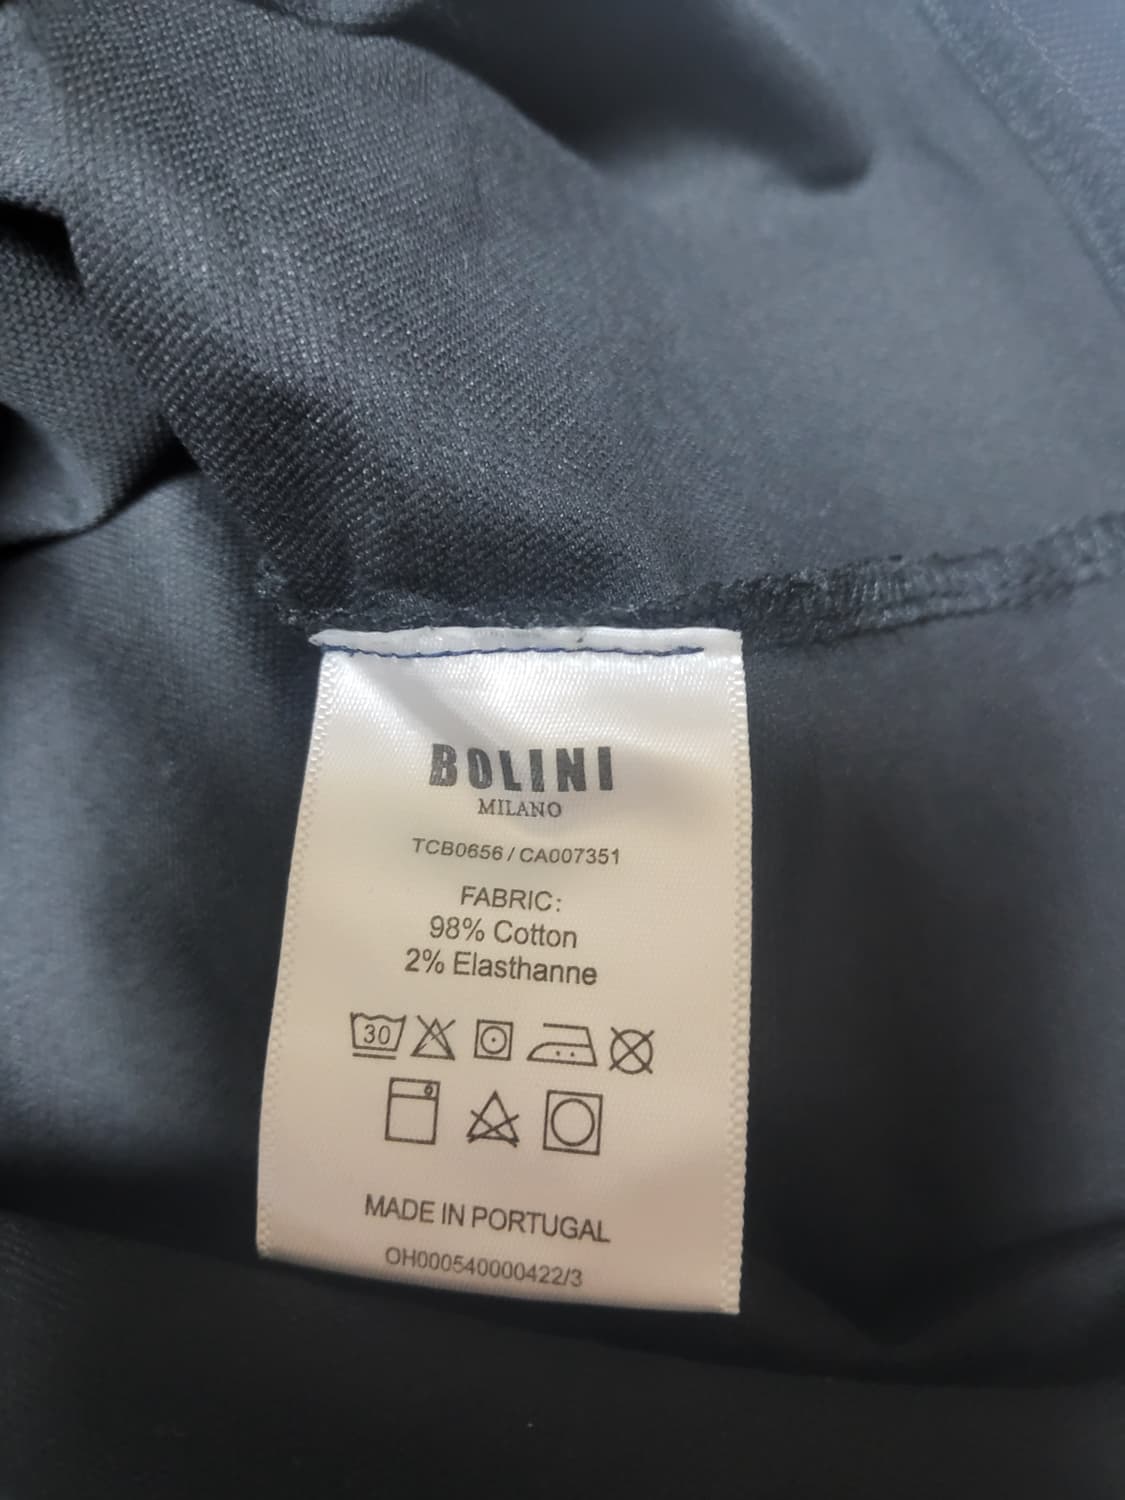 BOLINI
MILANO
TCB0656 / CA007351
FABRIC:
98% Cotton
2% Elasthanne
30
MADE IN PORTUGAL
OH000540000422/3